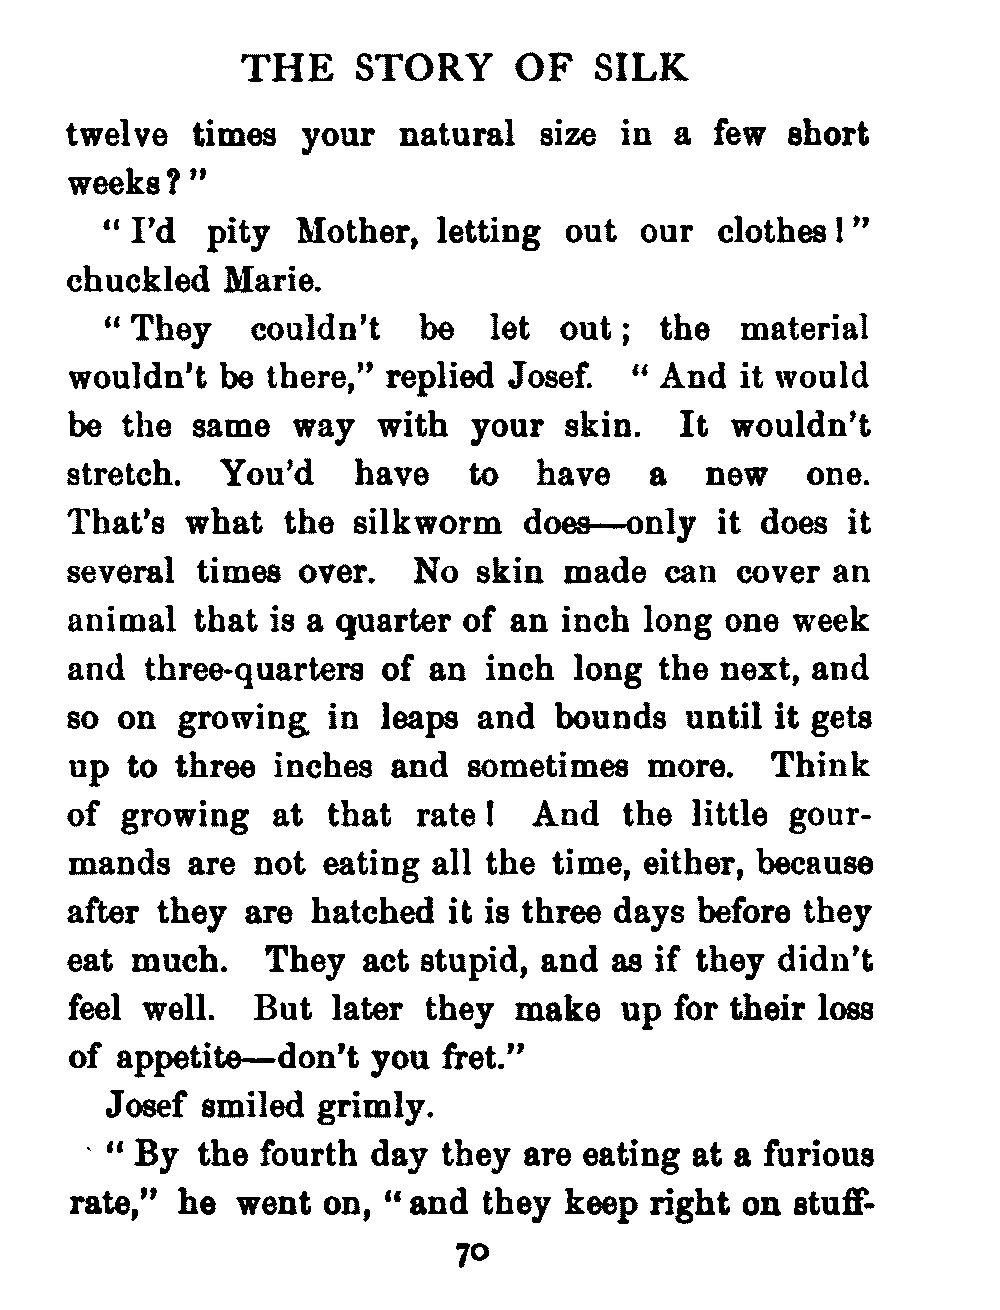 THE STORY OF SILK
twelve times your natural size in a few short
weeks?"
"I'd pity Mother, letting out our clothes!"
chuckled Marie.
"They couldn't be let out; the material
wouldn't be there," replied Josef. "And it would
be the same way with your skin. It wouldn't
stretch. You'd have to have a new one.
That's what the silkworm does—only it does it
several times over. No skin made can cover an
animal that is a quarter of an inch long one week
and three-quarters of an inch long the next, and
so on growing in leaps and bounds until it gets
up to three inches and sometimes more. Think
of growing at that rate! And the little gour-
mands are not eating all the time, either, because
after they are hatched it is three days before they
eat much. They act stupid, and as if they didn't
feel well. But later they make up for their loss
of appetite—don't you fret."
Josef smiled grimly.
"By the fourth day they are eating at a furious
rate," he went on, "and they keep right on stuff-
70